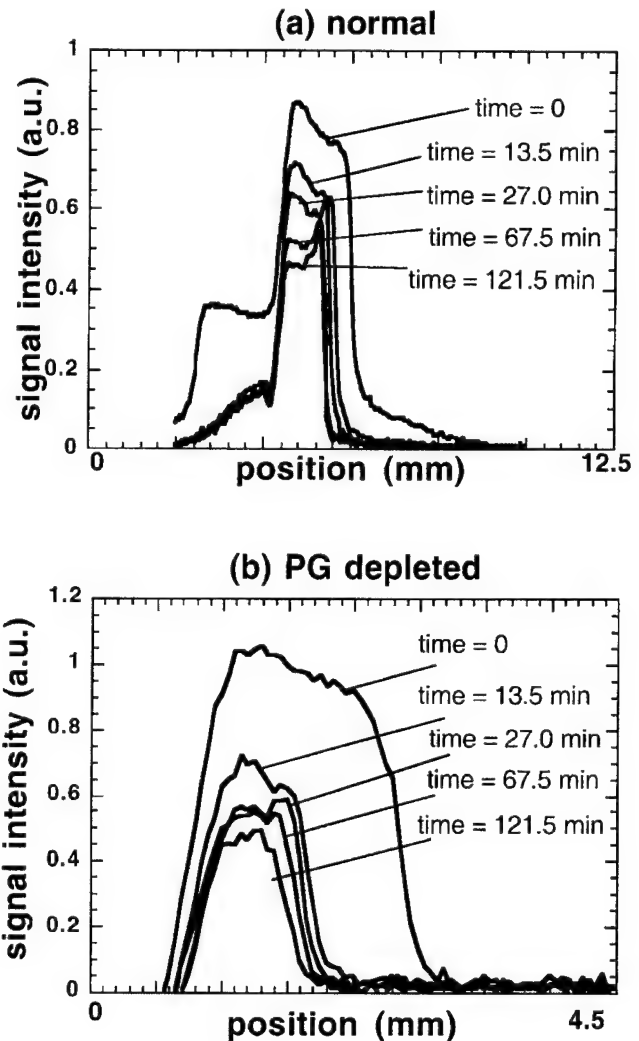 (a) normal
signal intensity (a.u.)
1
0.8
0.6
0.4
0.2
0
time = 0
time = 13.5 min
time = 27.0 min
time = 67.5 min
time = 121.5 min
0
position (mm)
12.5
(b) PG depleted
signal intensity (a.u.)
1.2
1
0.8
0.6
0.4
0.2
0
time = 0
time = 13.5 min
time = 27.0 min
time = 67.5 min
time = 121.5 min
0
position (mm)
4.5